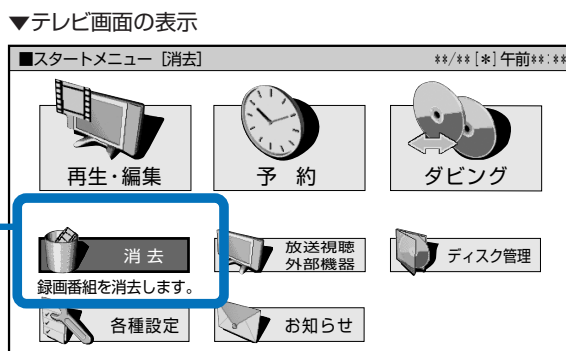 ▼テレビ画面の表示
■スタートメニュー［消去］ **/**[*]午前**:**
再生・編集 予 約 ダビング
消 去 放送視聴 ディスク管理
外部機器
録画番組を消去します。
各種設定 お知らせ